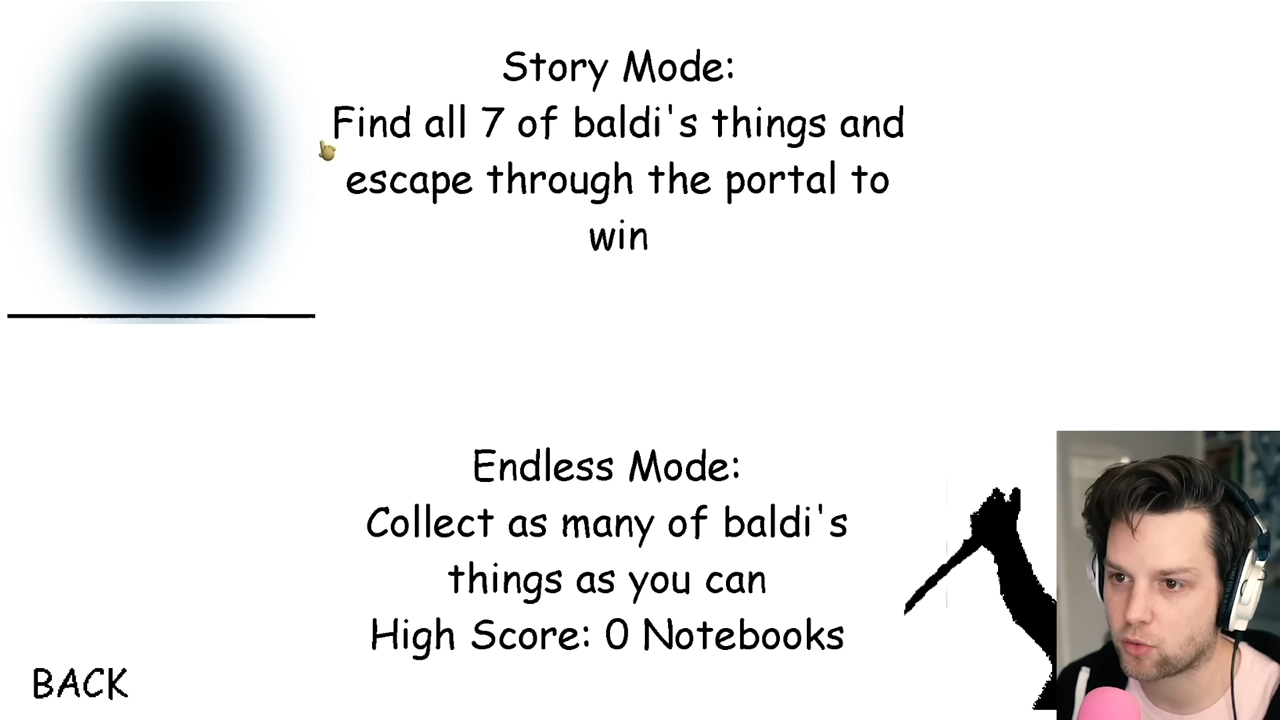 Story Mode:
Find all 7 of baldi's things and
escape through the portal to
win
Endless Mode:
Collect as many of baldi's
things as you can
High Score: 0 Notebooks
BACK